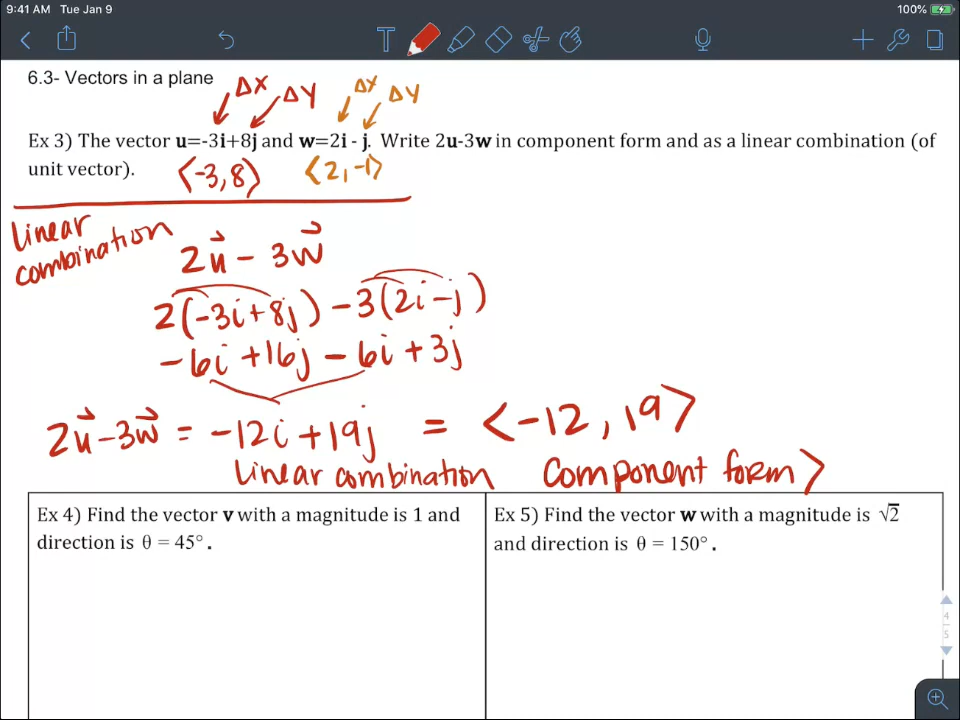 9:41 AM Tue Jan 9 100%
T
6.3- Vectors in a plane
Δx Δy Δx Δy
Ex 3) The vector u=-3i+8j and w=2i - j. Write 2u-3w in component form and as a linear combination (of
unit vector). ⟨-3, 8⟩ ⟨2, -1⟩
linear
combination
2u⃗ - 3w⃗
2(-3i+8j) -3(2i-j)
-6i +16j - 6i + 3j
2u⃗ -3w⃗ = -12i +19j = <-12, 19>
linear combination component form >
Ex 4) Find the vector v with a magnitude is 1 and
direction is θ = 45°.
Ex 5) Find the vector w with a magnitude is √2
and direction is θ = 150°.
4
5